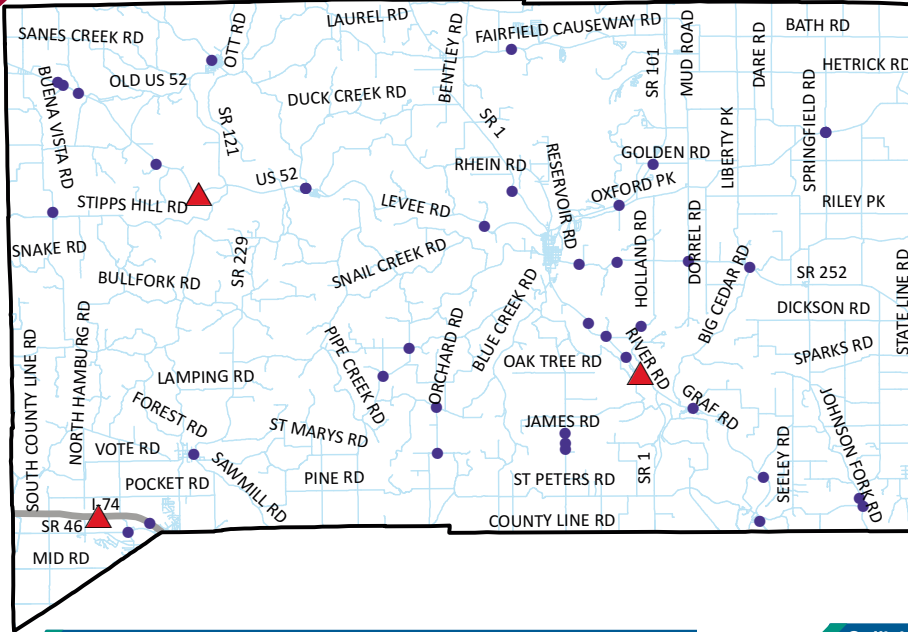 SANES CREEK RD
OTT RD
LAUREL RD
BENTLEY RD
FAIRFIELD CAUSEWAY RD
SR 101
MUD ROAD
DARE RD
BATH RD
HETRICK RD
BUENA VISTA RD
OLD US 52
DUCK CREEK RD
SR 121
SR 1
SPRINGFIELD RD
LIBERTY PK
GOLDEN RD
RHEIN RD
RESERVOIR RD
OXFORD PK
US 52
STIPPS HILL RD
LEVEE RD
RILEY PK
SNAKE RD
SR 229
SNAIL CREEK RD
HOLLAND RD
DORREL RD
BIG CEDAR RD
SR 252
STATE LINE RD
BULLFORK RD
DICKSON RD
BLUE CREEK RD
ORCHARD RD
PIPE CREEK RD
OAK TREE RD
RIVER RD
SPARKS RD
SOUTH COUNTY LINE RD
NORTH HAMBURG RD
LAMPING RD
FOREST RD
ST MARYS RD
JAMES RD
GRAF RD
JOHNSON FORK RD
VOTE RD
SAWMILL RD
POCKET RD
PINE RD
ST PETERS RD
SR 1
SEELEY RD
I-74
SR 46
COUNTY LINE RD
MID RD